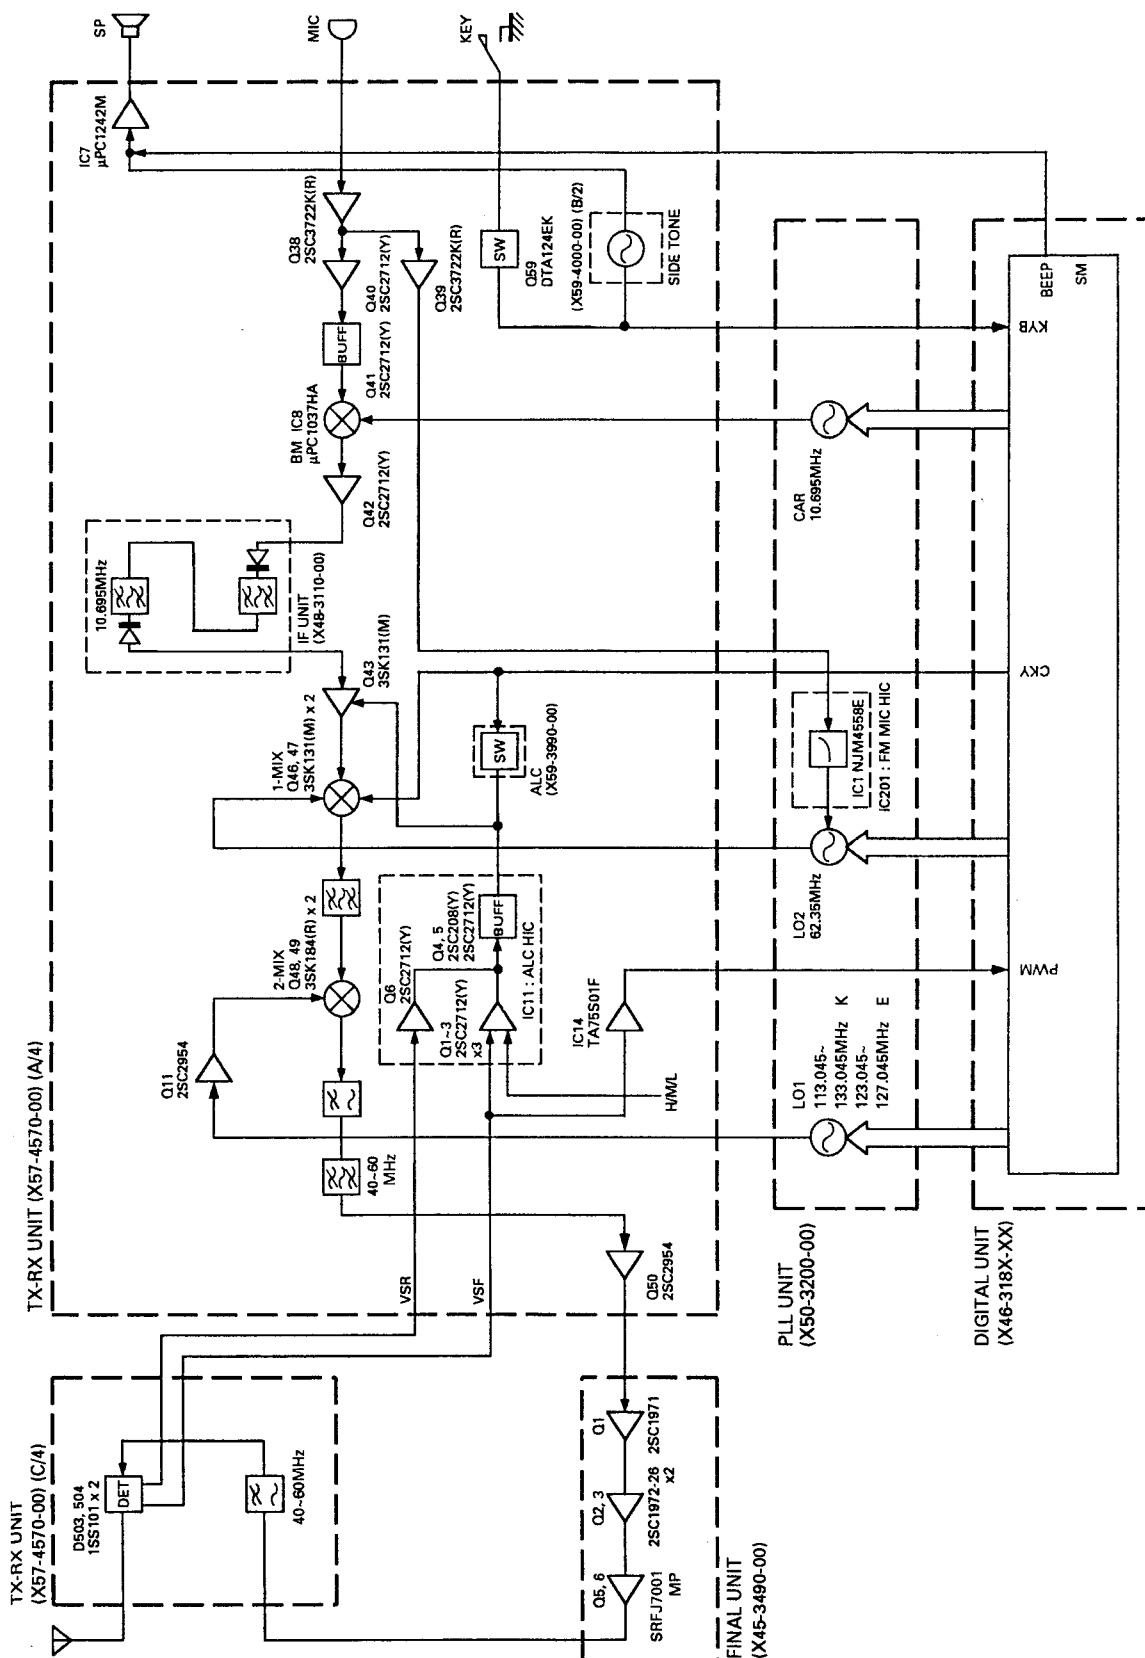 SP
MIC
KEY
IC7
µPC1242M
Q38
2SC3722K(R)
Q40
2SC2712(Y)
Q39
2SC3722K(R)
BUFF
Q41
2SC2712(Y)
SW
Q59
DTA124EK
(X59-4000-00) (B/2)
SIDE TONE
BEEP
SM
KYB
BM IC8
µPC1037HA
Q42
2SC2712(Y)
CAR
10.695MHz
10.695MHz
IF UNIT
(X48-3110-00)
Q43
3SK131(M)
1-MIX
Q46, 47
3SK131(M) x 2
SW
ALC
(X59-3990-00)
CKY
IC1 NJM4558E
IC201 : FM MIC HIC
LO2
62.35MHz
2-MIX
Q48, 49
3SK184(R) x 2
Q6
2SC2712(Y)
Q4, 5
2SC208(Y)
2SC2712(Y)
BUFF
Q1~3
2SC2712(Y)
x3
IC11 : ALC HIC
IC14
TA75S01F
PWM
Q11
2SC2954
H/M/L
LO1
113.045~
133.045MHz K
123.045~
127.045MHz E
40~60
MHz
TX-RX UNIT (X57-4570-00) (A/4)
VSR
VSF
Q50
2SC2954
PLL UNIT
(X50-3200-00)
DIGITAL UNIT
(X46-318X-XX)
TX-RX UNIT
(X57-4570-00) (C/4)
D503, 504
1SS101 x 2
DET
40~60MHz
Q1
2SC1971
Q2, 3
2SC1972-26
x2
Q5, 6
SRFJ7001
MP
FINAL UNIT
(X45-3490-00)